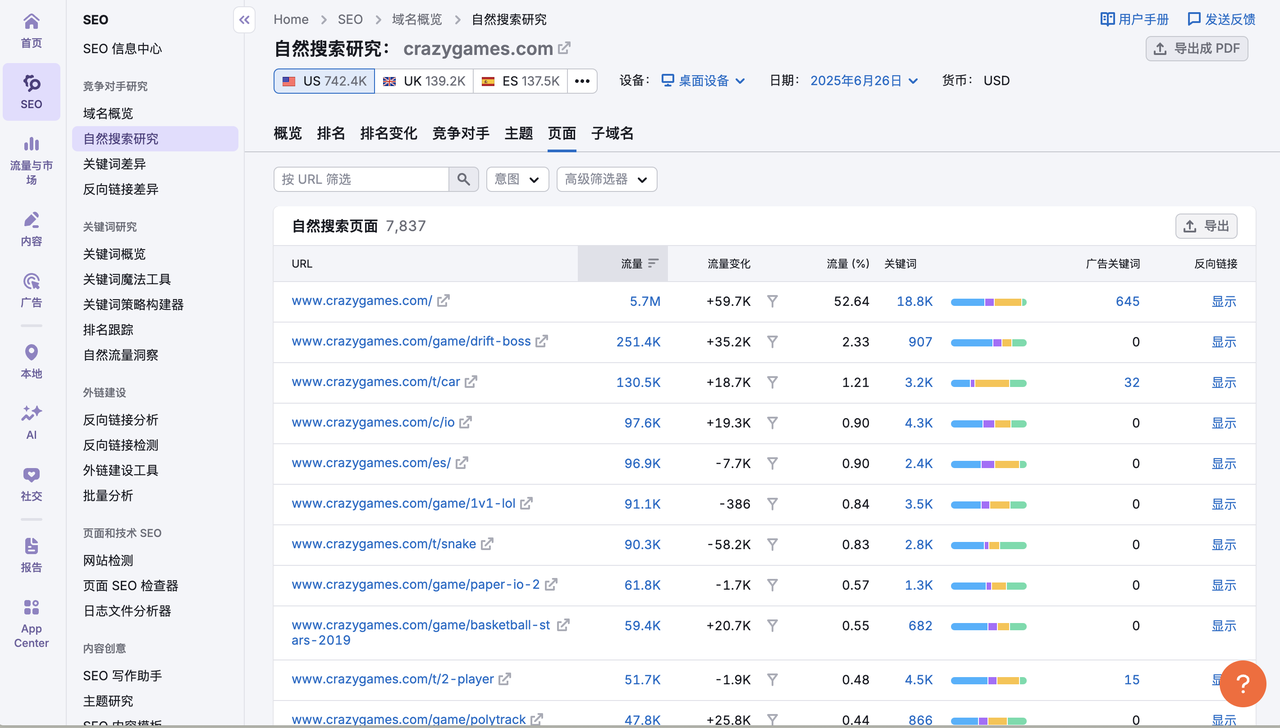 首页
SEO
流量与市
场
内容
广告
本地
AI
社交
报告
App
Center
SEO
SEO 信息中心
竞争对手研究
域名概览
自然搜索研究
关键词差异
反向链接差异
关键词研究
关键词概览
关键词魔法工具
关键词策略构建器
排名跟踪
自然流量洞察
外链建设
反向链接分析
反向链接检测
外链建设工具
批量分析
页面和技术 SEO
网站检测
页面 SEO 检查器
日志文件分析器
内容创意
SEO 写作助手
主题研究
SEO 内容模板
Home > SEO > 域名概览 > 自然搜索研究
用户手册 发送反馈
自然搜索研究： crazygames.com
导出成 PDF
US 742.4K UK 139.2K ES 137.5K ••• 设备： 桌面设备 日期： 2025年6月26日 货币： USD
概览 排名 排名变化 竞争对手 主题 页面 子域名
按 URL 筛选 意图 高级筛选器
自然搜索页面 7,837 导出
URL 流量 流量变化 流量 (%) 关键词 广告关键词 反向链接
www.crazygames.com/ 5.7M +59.7K 52.64 18.8K 645 显示
www.crazygames.com/game/drift-boss 251.4K +35.2K 2.33 907 0 显示
www.crazygames.com/t/car 130.5K +18.7K 1.21 3.2K 32 显示
www.crazygames.com/c/io 97.6K +19.3K 0.90 4.3K 0 显示
www.crazygames.com/es/ 96.9K -7.7K 0.90 2.4K 0 显示
www.crazygames.com/game/1v1-lol 91.1K -386 0.84 3.5K 0 显示
www.crazygames.com/t/snake 90.3K -58.2K 0.83 2.8K 0 显示
www.crazygames.com/game/paper-io-2 61.8K -1.7K 0.57 1.3K 0 显示
www.crazygames.com/game/basketball-st 59.4K +20.7K 0.55 682 0 显示
ars-2019
www.crazygames.com/t/2-player 51.7K -1.9K 0.48 4.5K 15
?
www.crazygames.com/game/polytrack 47.8K +25.8K 0.44 866 0 显示